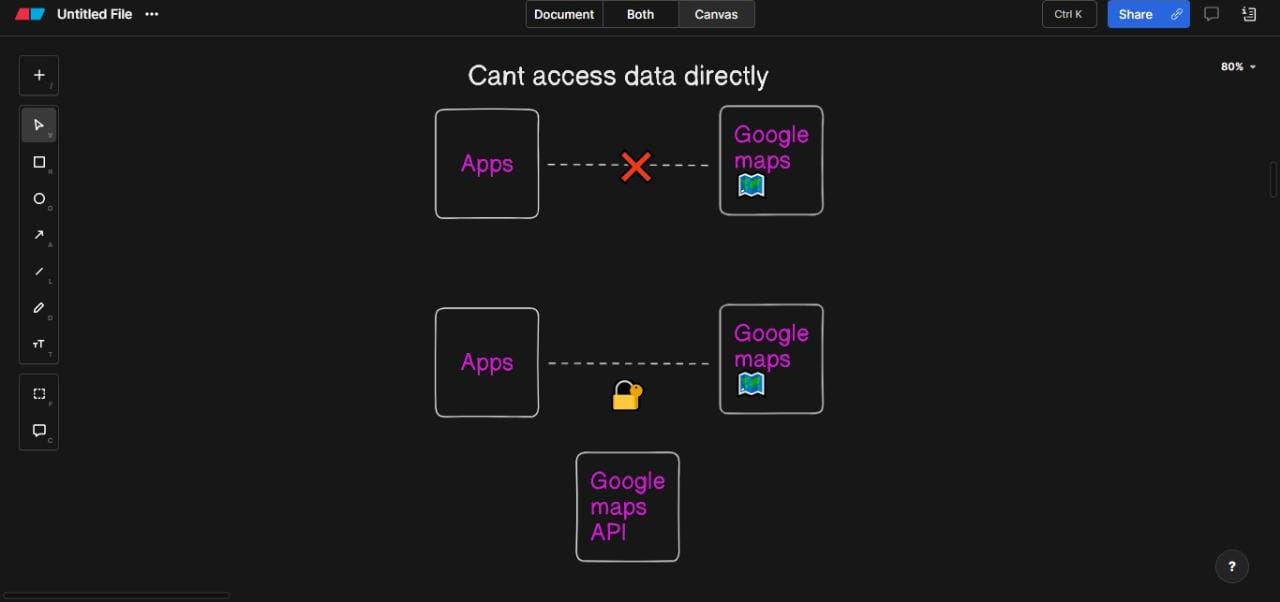 Untitled File
Document
Both
Canvas
Ctrl K
Share
80%
Cant access data directly
Apps
Google
maps
Apps
Google
maps
Google
maps
API
?